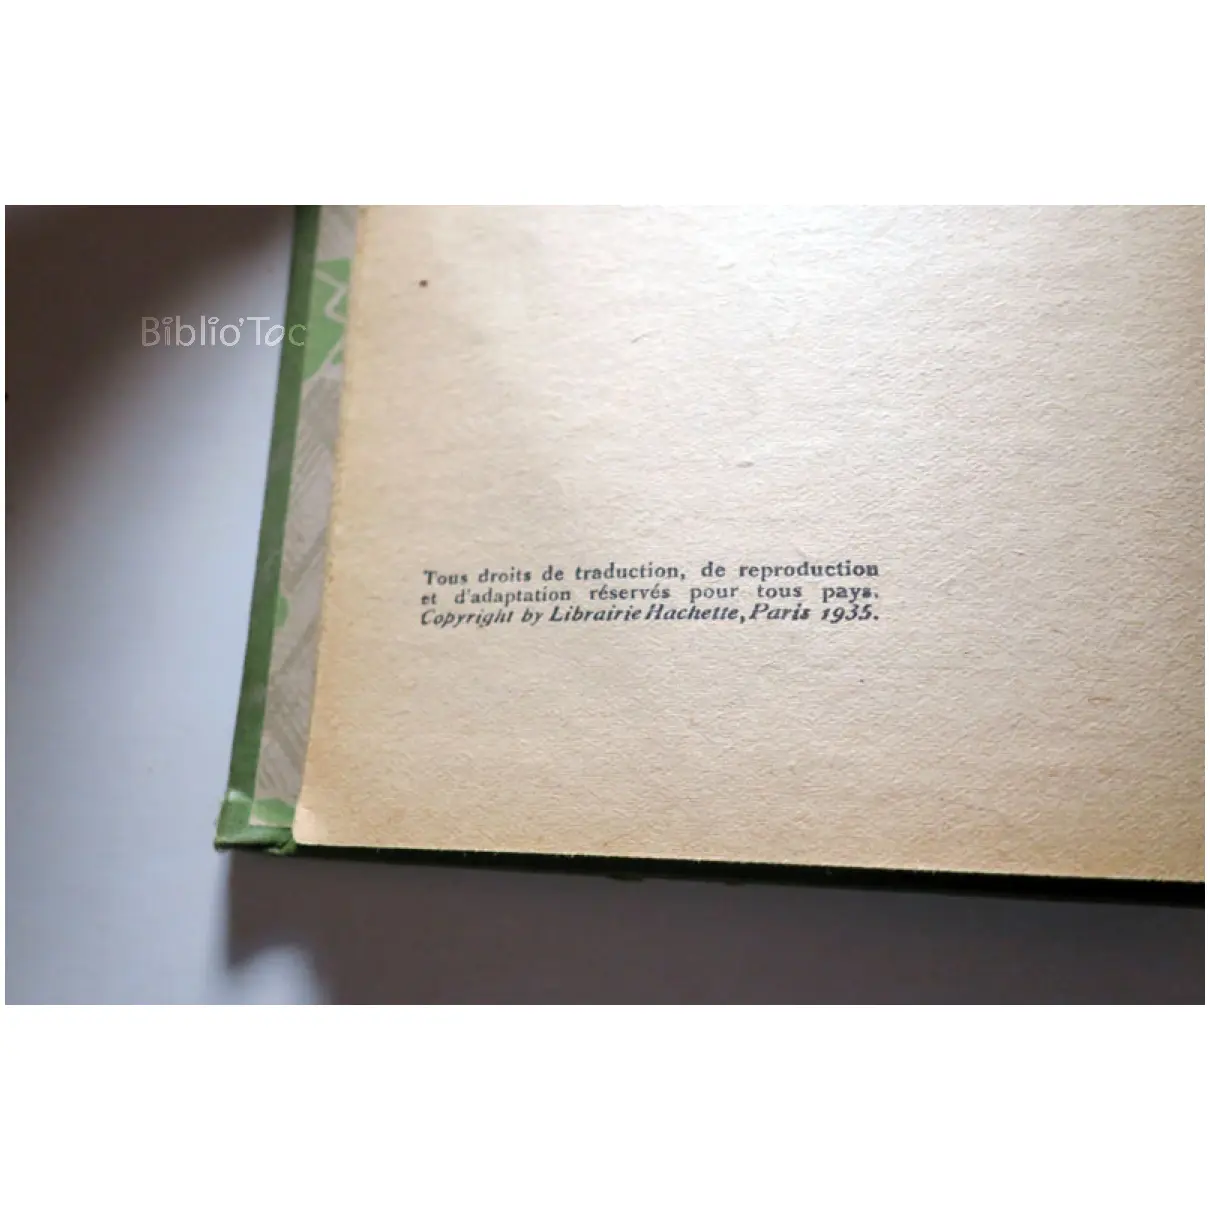 Biblio'Toc
Tous droits de traduction, de reproduction
et d'adaptation réservés pour tous pays.
Copyright by Librairie Hachette, Paris 1935.